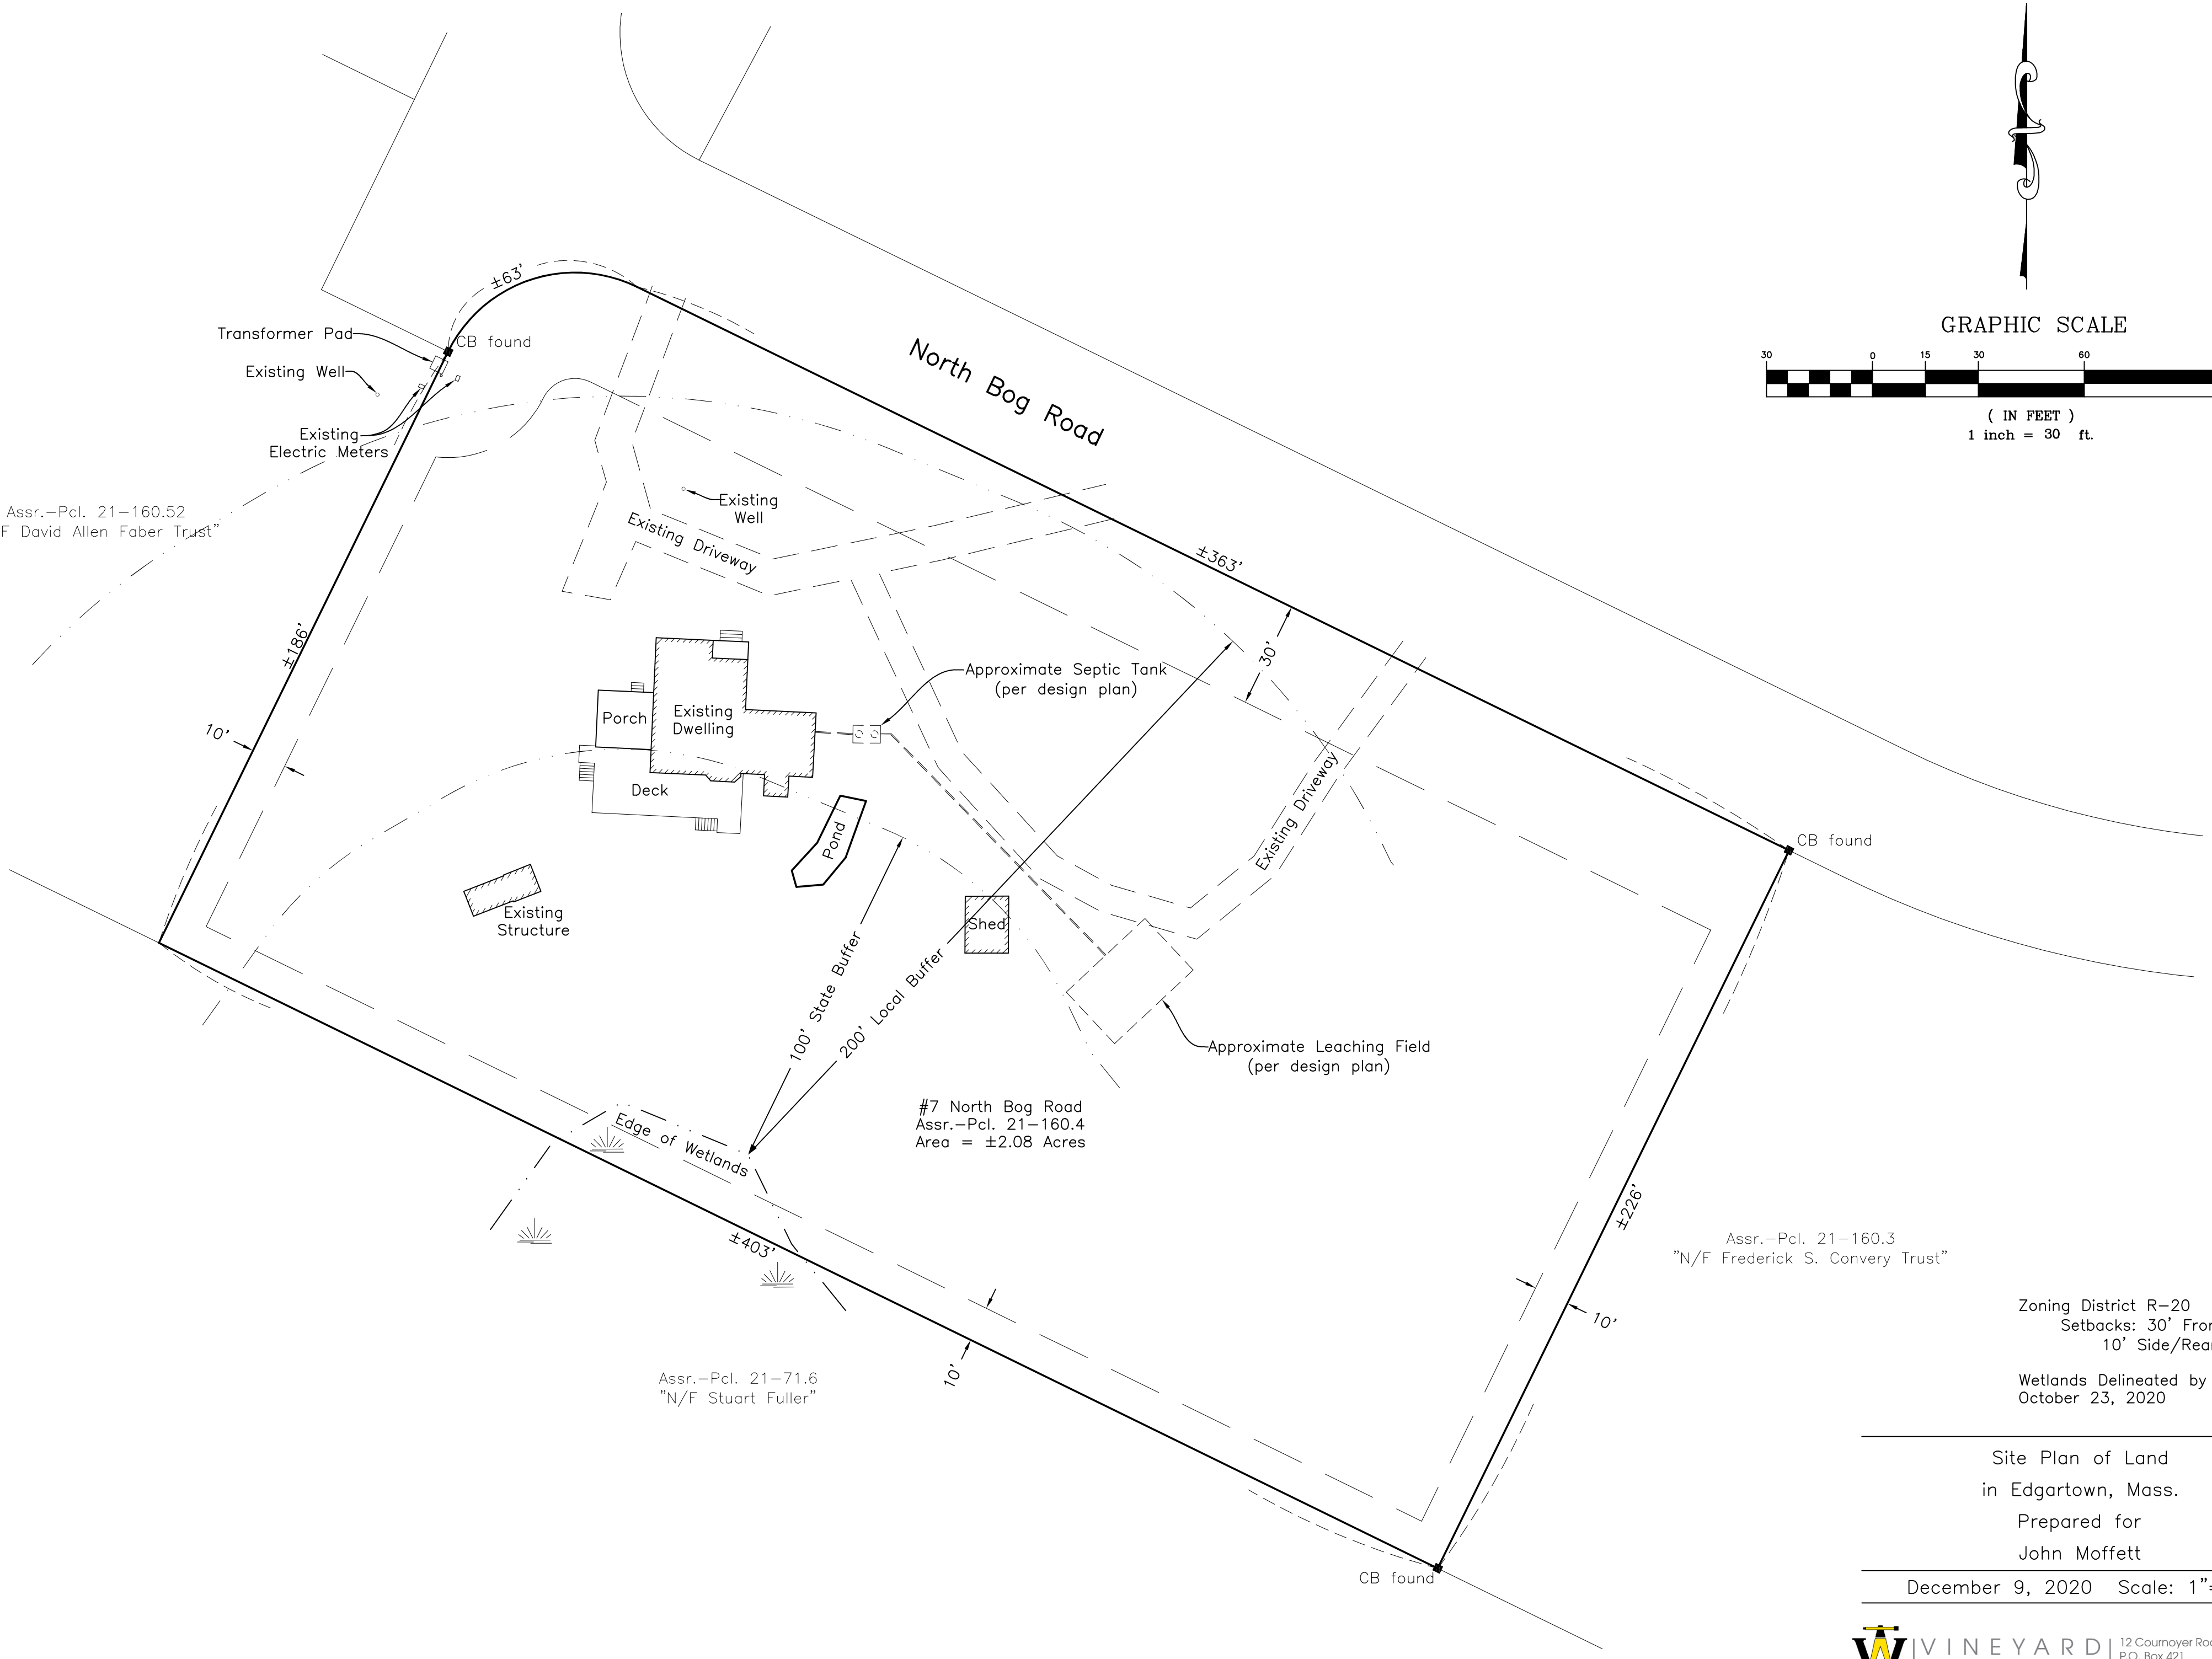 GRAPHIC SCALE
30 0 15 30 60
( IN FEET )
1 inch = 30 ft.
±63'
Transformer Pad
CB found
Existing Well
Existing
Electric Meters
North Bog Road
Assr.-Pcl. 21-160.52
F David Allen Faber Trust"
Existing
Well
Existing Driveway
±363'
±186'
30'
Approximate Septic Tank
(per design plan)
Porch
Existing
Dwelling
10'
Deck
Pond
Existing Driveway
CB found
Existing
Structure
Shed
100' State Buffer
200' Local Buffer
Approximate Leaching Field
(per design plan)
#7 North Bog Road
Assr.-Pcl. 21-160.4
Area = ±2.08 Acres
Edge of Wetlands
±226'
±403'
Assr.-Pcl. 21-160.3
"N/F Frederick S. Convery Trust"
10'
10'
Assr.-Pcl. 21-71.6
"N/F Stuart Fuller"
CB found
Zoning District R-20
Setbacks: 30' Fron
10' Side/Rear
Wetlands Delineated by
October 23, 2020
Site Plan of Land
in Edgartown, Mass.
Prepared for
John Moffett
December 9, 2020 Scale: 1"=
VINEYARD
12 Cournoyer Roa
P.O. Box 421